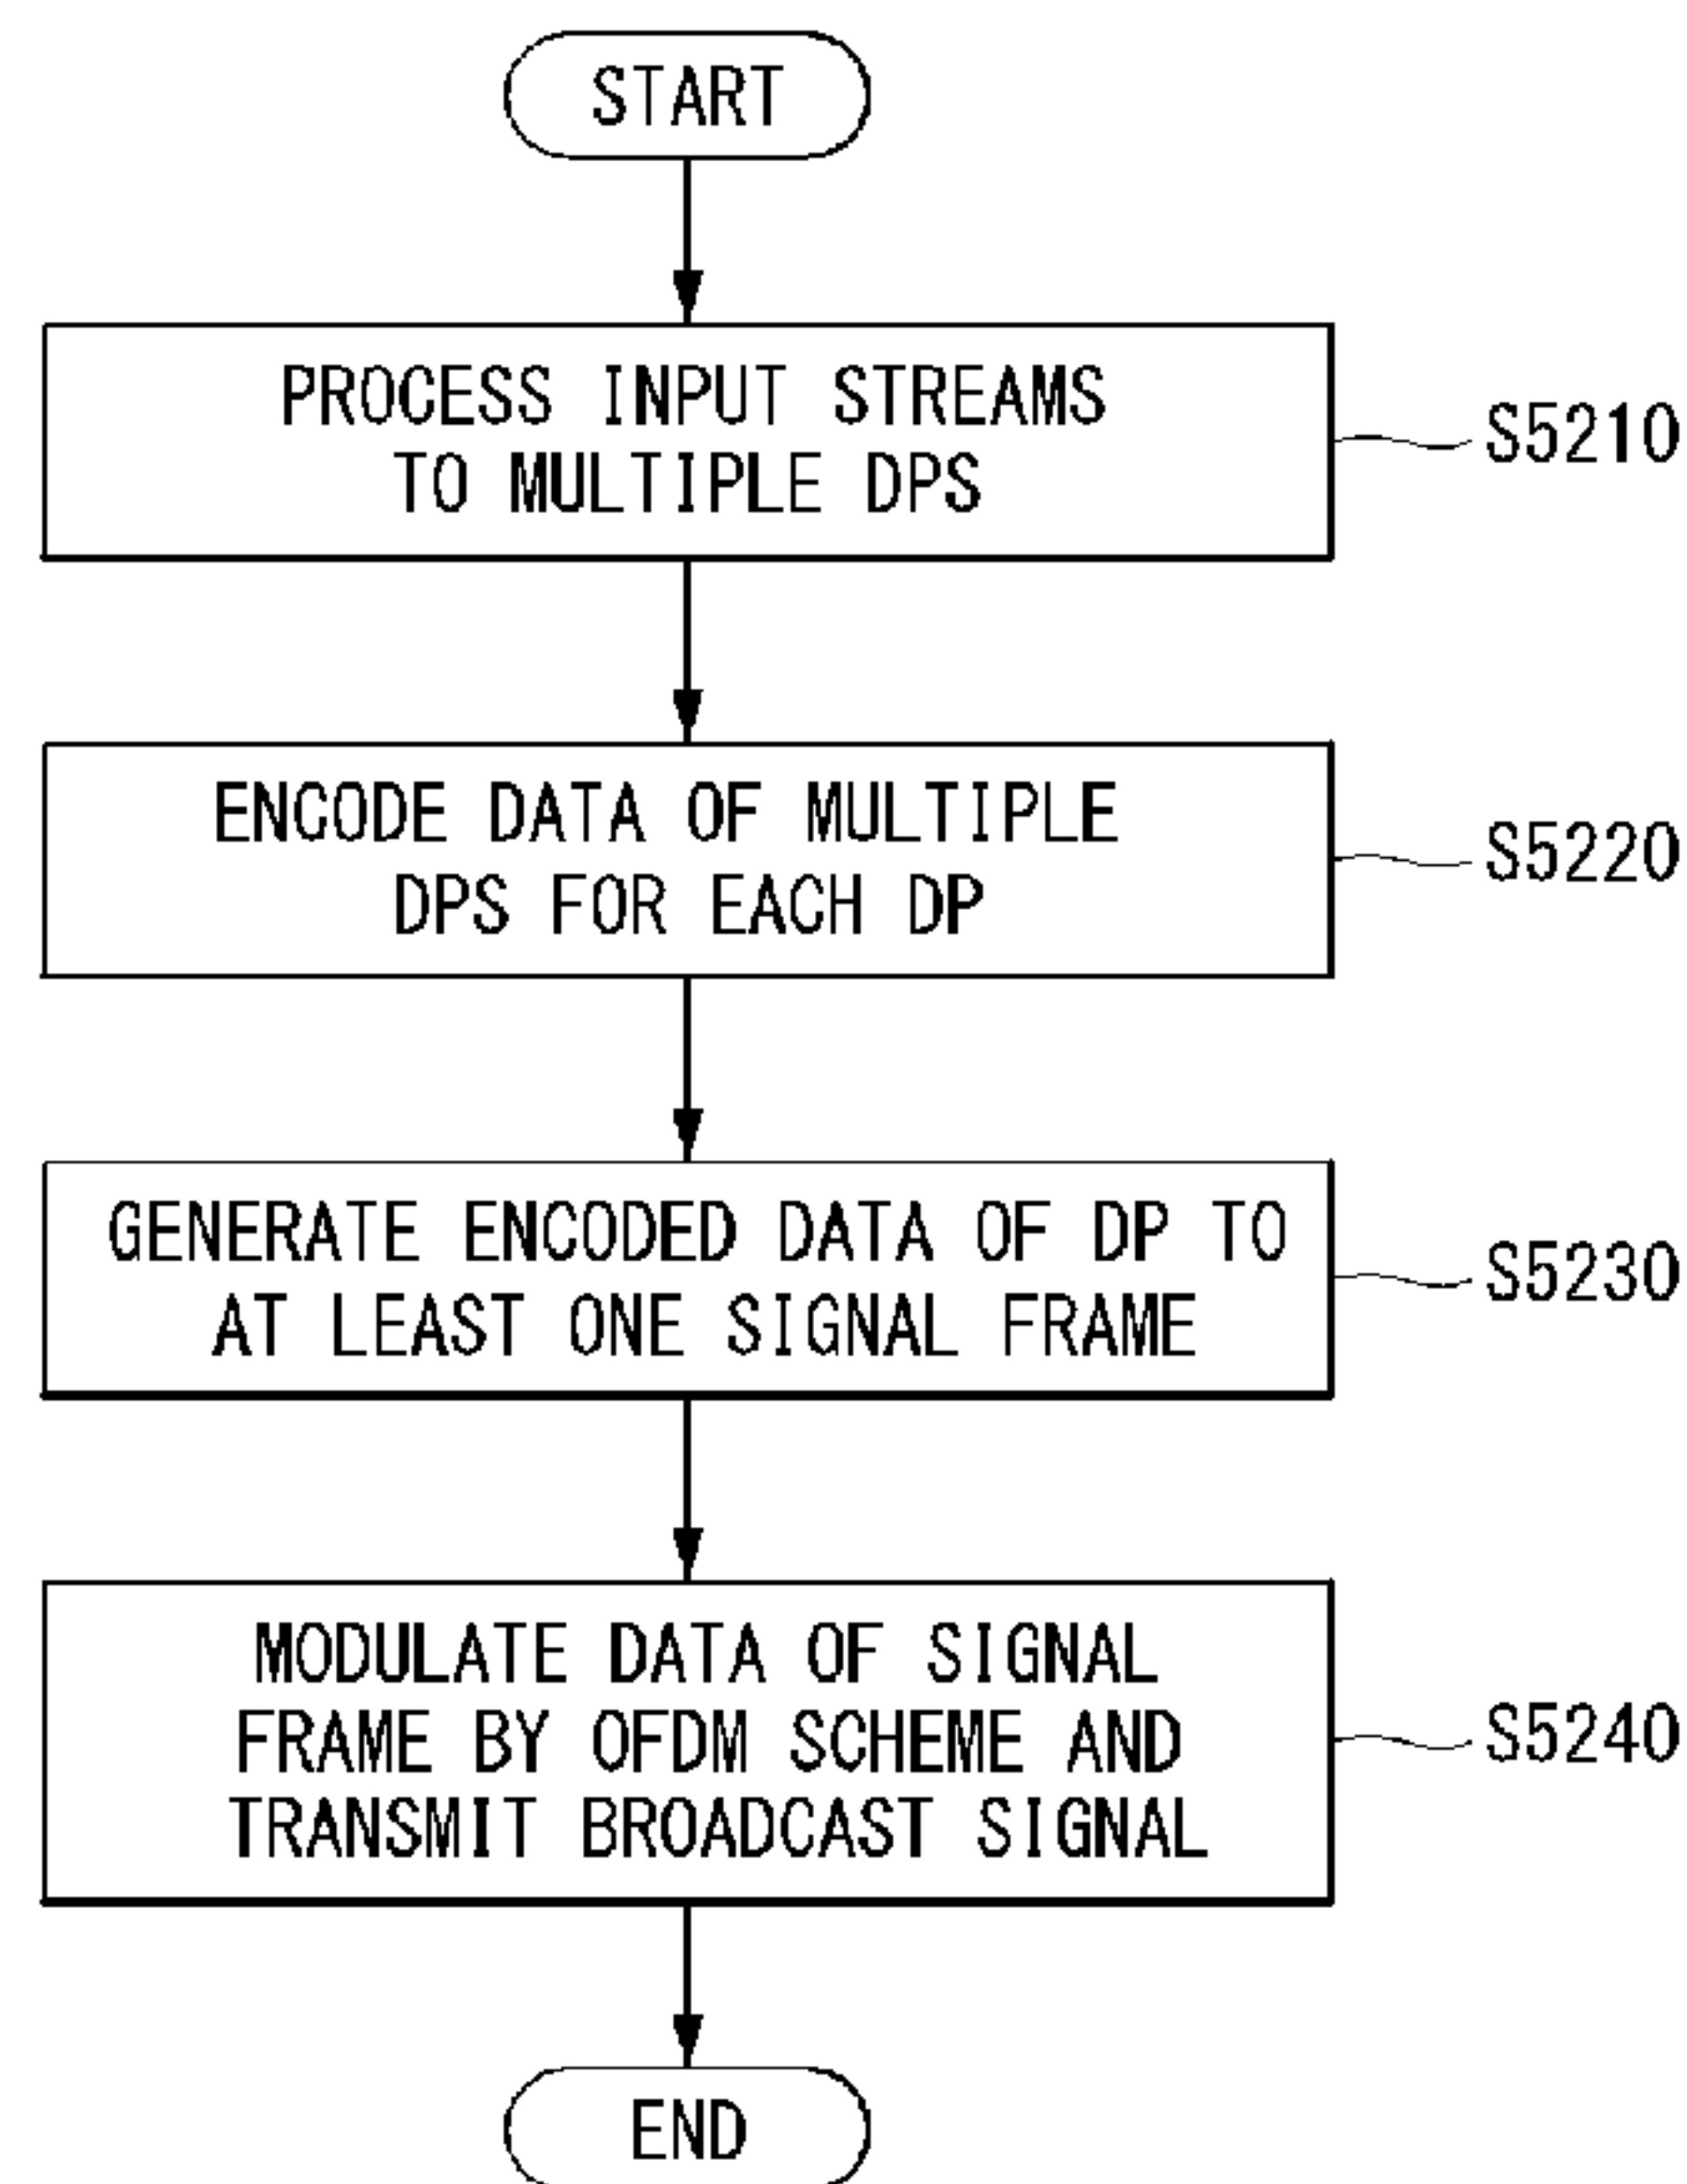 START
PROCESS INPUT STREAMS
TO MULTIPLE DPS
S5210
ENCODE DATA OF MULTIPLE
DPS FOR EACH DP
S5220
GENERATE ENCODED DATA OF DP TO
AT LEAST ONE SIGNAL FRAME
S5230
MODULATE DATA OF SIGNAL
FRAME BY OFDM SCHEME AND
TRANSMIT BROADCAST SIGNAL
S5240
END